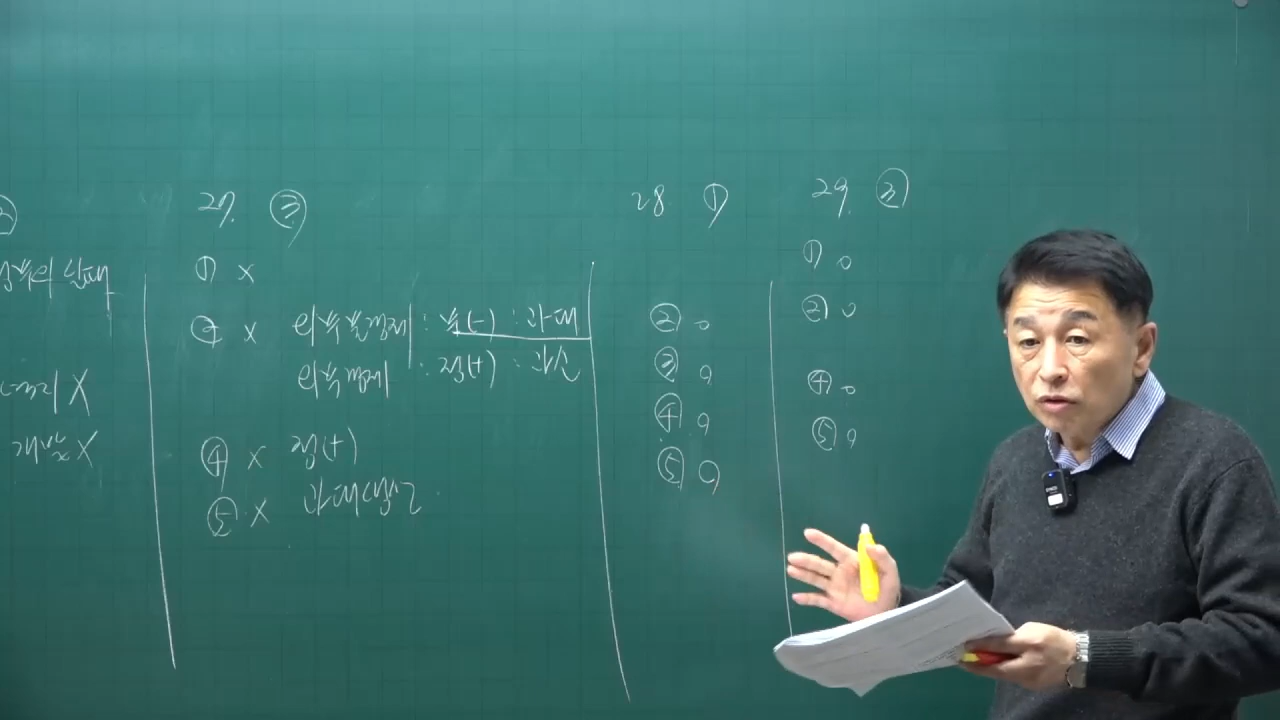 27. ③
① X
② X 외부불경제 : 부(-) : 과대
외부경제 : 정(+) : 과소
④ X 정(+)
⑤ X 과대생산
28 ①
② O
③ O
④ O
⑤ O
29. ③
① O
② O
④ O
⑤ O